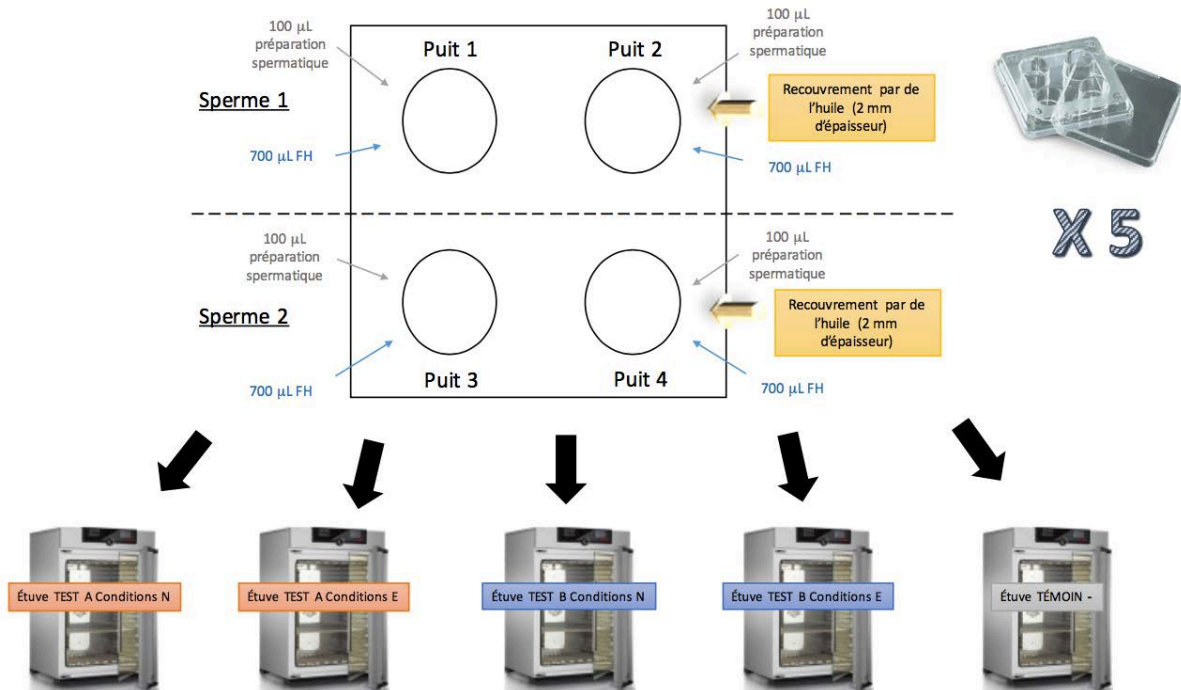 100 µL
préparation
spermatique
Puit 1
Puit 2
100 µL
préparation
spermatique
Sperme 1
Recouvrement par de
l'huile (2 mm
d'épaisseur)
700 µL FH
700 µL FH
X 5
100 µL
préparation
spermatique
100 µL
préparation
spermatique
Sperme 2
Recouvrement par de
l'huile (2 mm
d'épaisseur)
700 µL FH
Puit 3
Puit 4
700 µL FH
Étuve TEST A Conditions N
Étuve TEST A Conditions E
Étuve TEST B Conditions N
Étuve TEST B Conditions E
Étuve TÉMOIN -